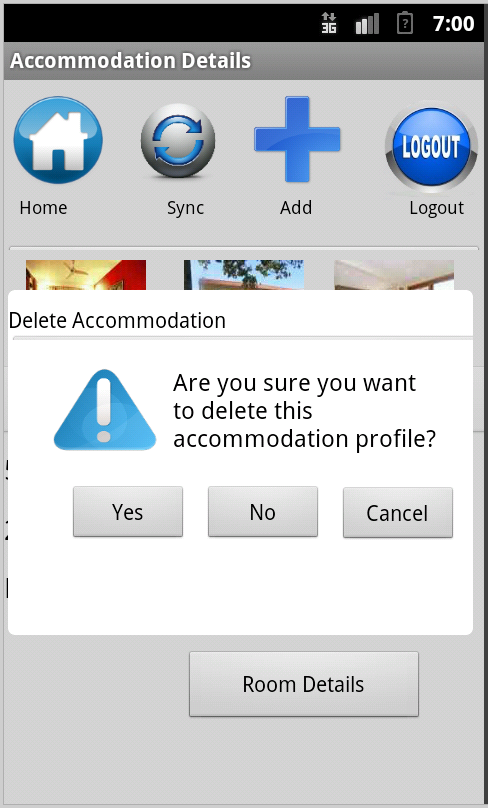 3G 7:00
Accommodation Details
LOGOUT
Home Sync Add Logout
Delete Accommodation
Are you sure you want
to delete this
accommodation profile?
Yes No Cancel
Room Details